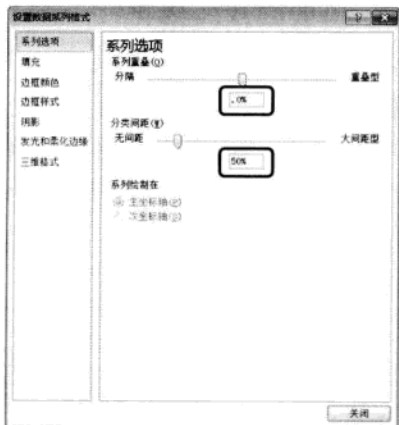 设置数据系列格式
系列选项
填充
边框颜色
边框样式
阴影
发光和柔化边缘
三维格式
系列选项
系列重叠(O)
分隔
重叠型
.0%
分类间距(W)
无间距
大间距型
50%
系列绘制在
主坐标轴(P)
次坐标轴(S)
关闭